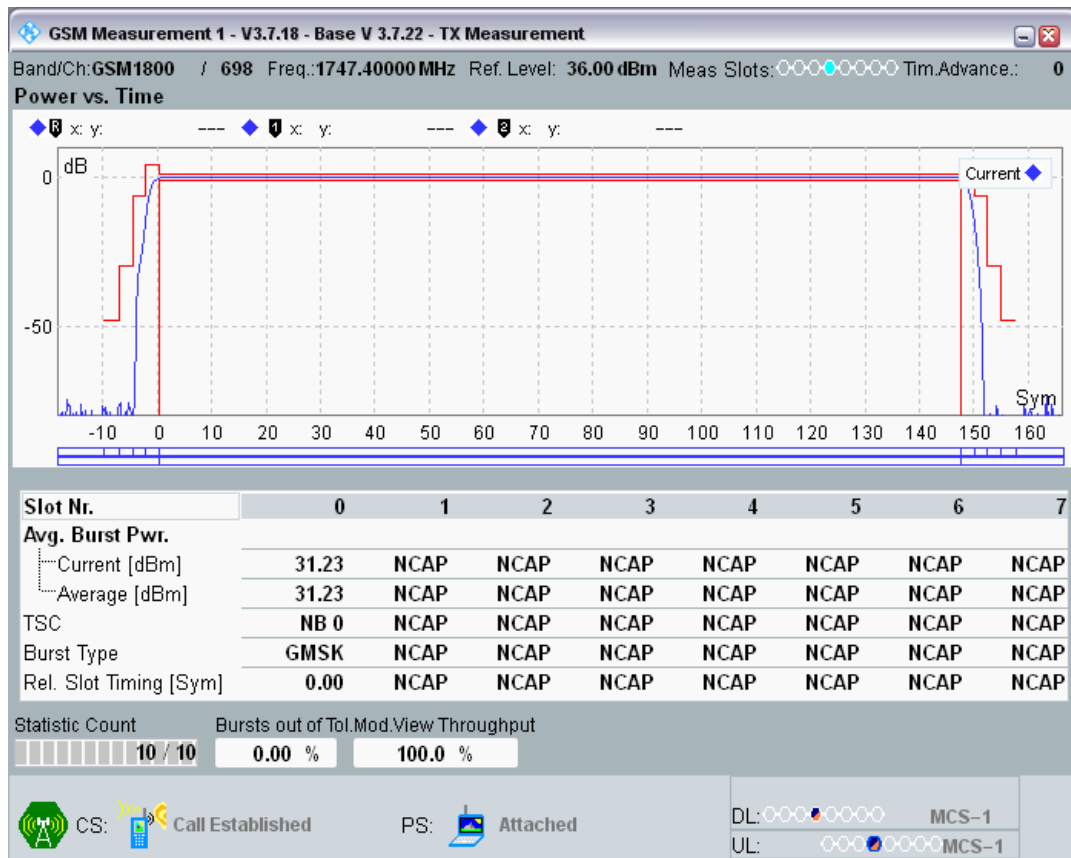 GSM Measurement 1 - V3.7.18 - Base V 3.7.22 - TX Measurement
Band/Ch:GSM1800 / 698 Freq.:1747.40000 MHz Ref. Level: 36.00 dBm Meas Slots: Tim.Advance.: 0
Power vs. Time
R x: y: --- 1 x: y: --- 2 x: y: ---
dB
Current
0
-50
Sym
-10 0 10 20 30 40 50 60 70 80 90 100 110 120 130 140 150 160
Slot Nr. 0 1 2 3 4 5 6 7
Avg. Burst Pwr.
Current [dBm] 31.23 NCAP NCAP NCAP NCAP NCAP NCAP NCAP
Average [dBm] 31.23 NCAP NCAP NCAP NCAP NCAP NCAP NCAP
TSC NB 0 NCAP NCAP NCAP NCAP NCAP NCAP NCAP
Burst Type GMSK NCAP NCAP NCAP NCAP NCAP NCAP NCAP
Rel. Slot Timing [Sym] 0.00 NCAP NCAP NCAP NCAP NCAP NCAP NCAP
Statistic Count Bursts out of Tol.Mod.View Throughput
10 / 10 0.00 % 100.0 %
CS: Call Established PS: Attached
DL: MCS-1
UL: MCS-1